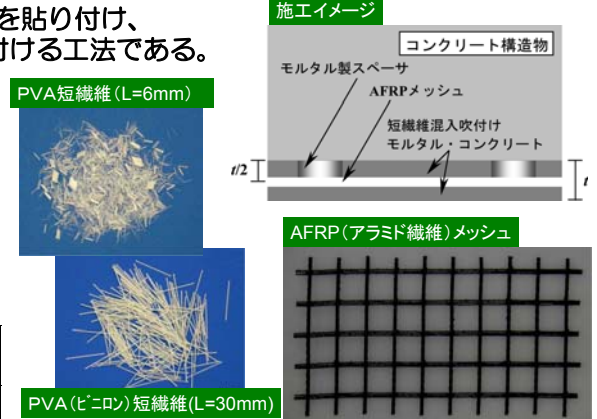 を貼り付け、
付ける工法である。
施工イメージ
コンクリート構造物
モルタル製スペーサ
AFRPメッシュ
短繊維混入吹付け
モルタル・コンクリート
t/2
t
PVA短繊維(L=6mm)
AFRP(アラミド繊維)メッシュ
PVA(ビニロン)短繊維(L=30mm)